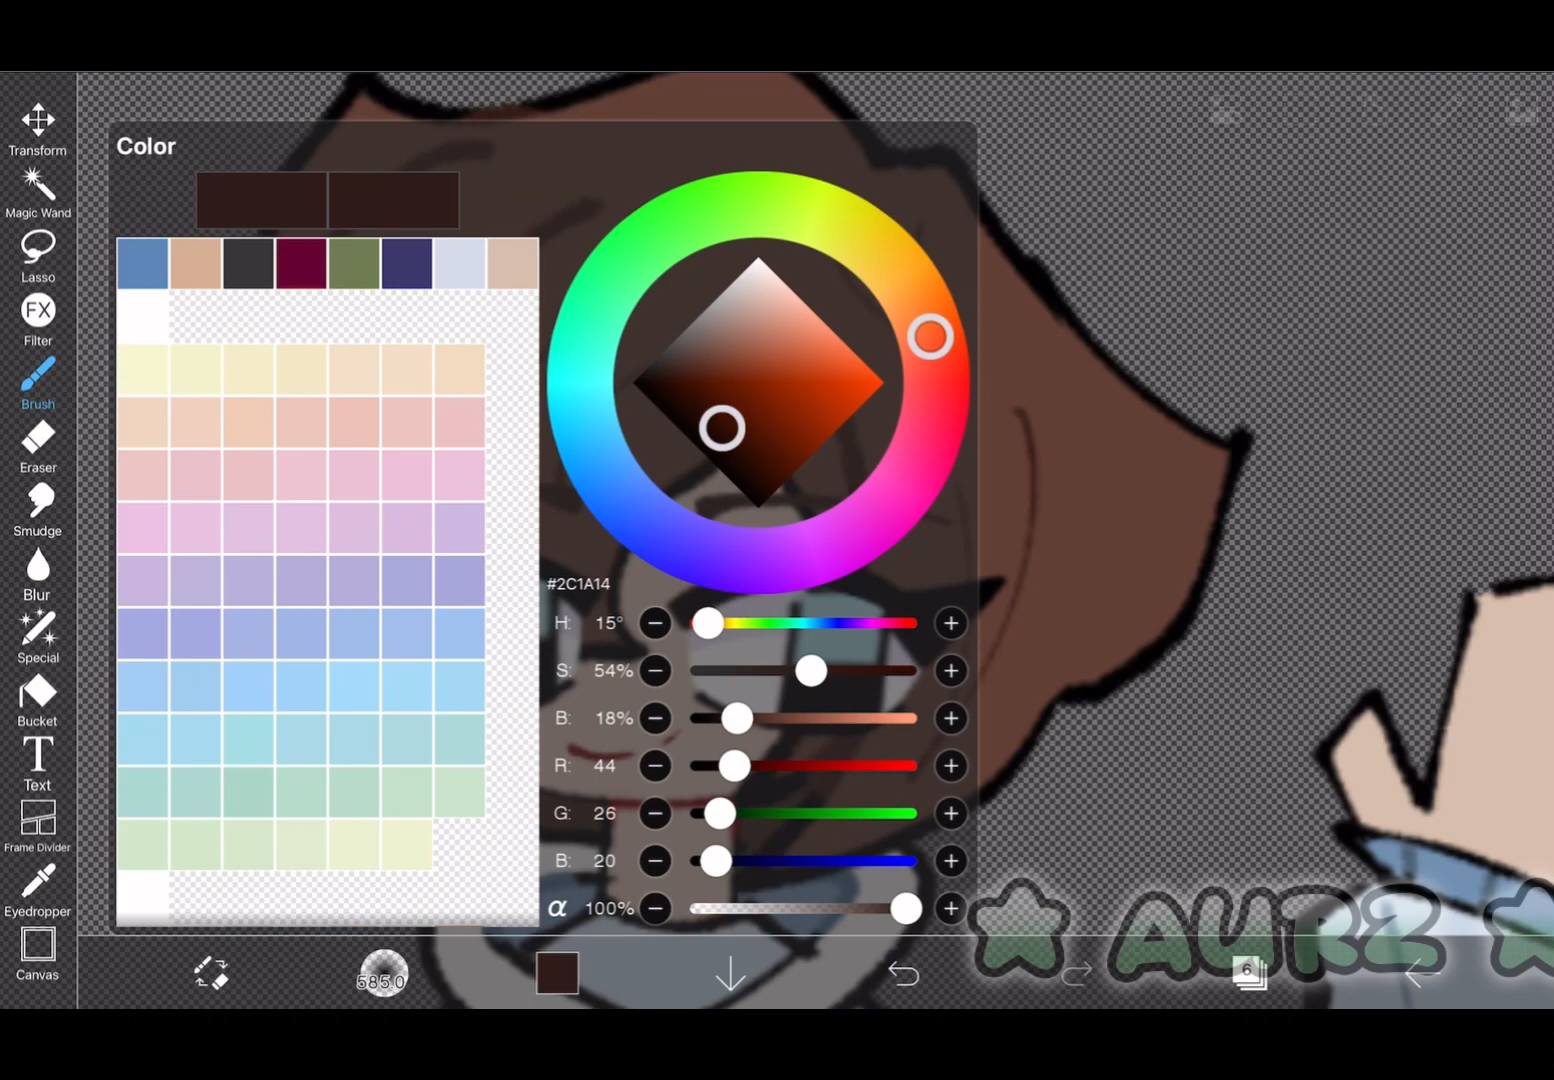 Color
Transform
Magic Wand
Lasso
FX
Filter
Brush
Eraser
Smudge
Blur
Special
Bucket
T
Text
Frame Divider
Eyedropper
Canvas
#2C1A14
H: 15°
S: 54%
B: 18%
R: 44
G: 26
B: 20
α 100%
585.0
6
AURZ